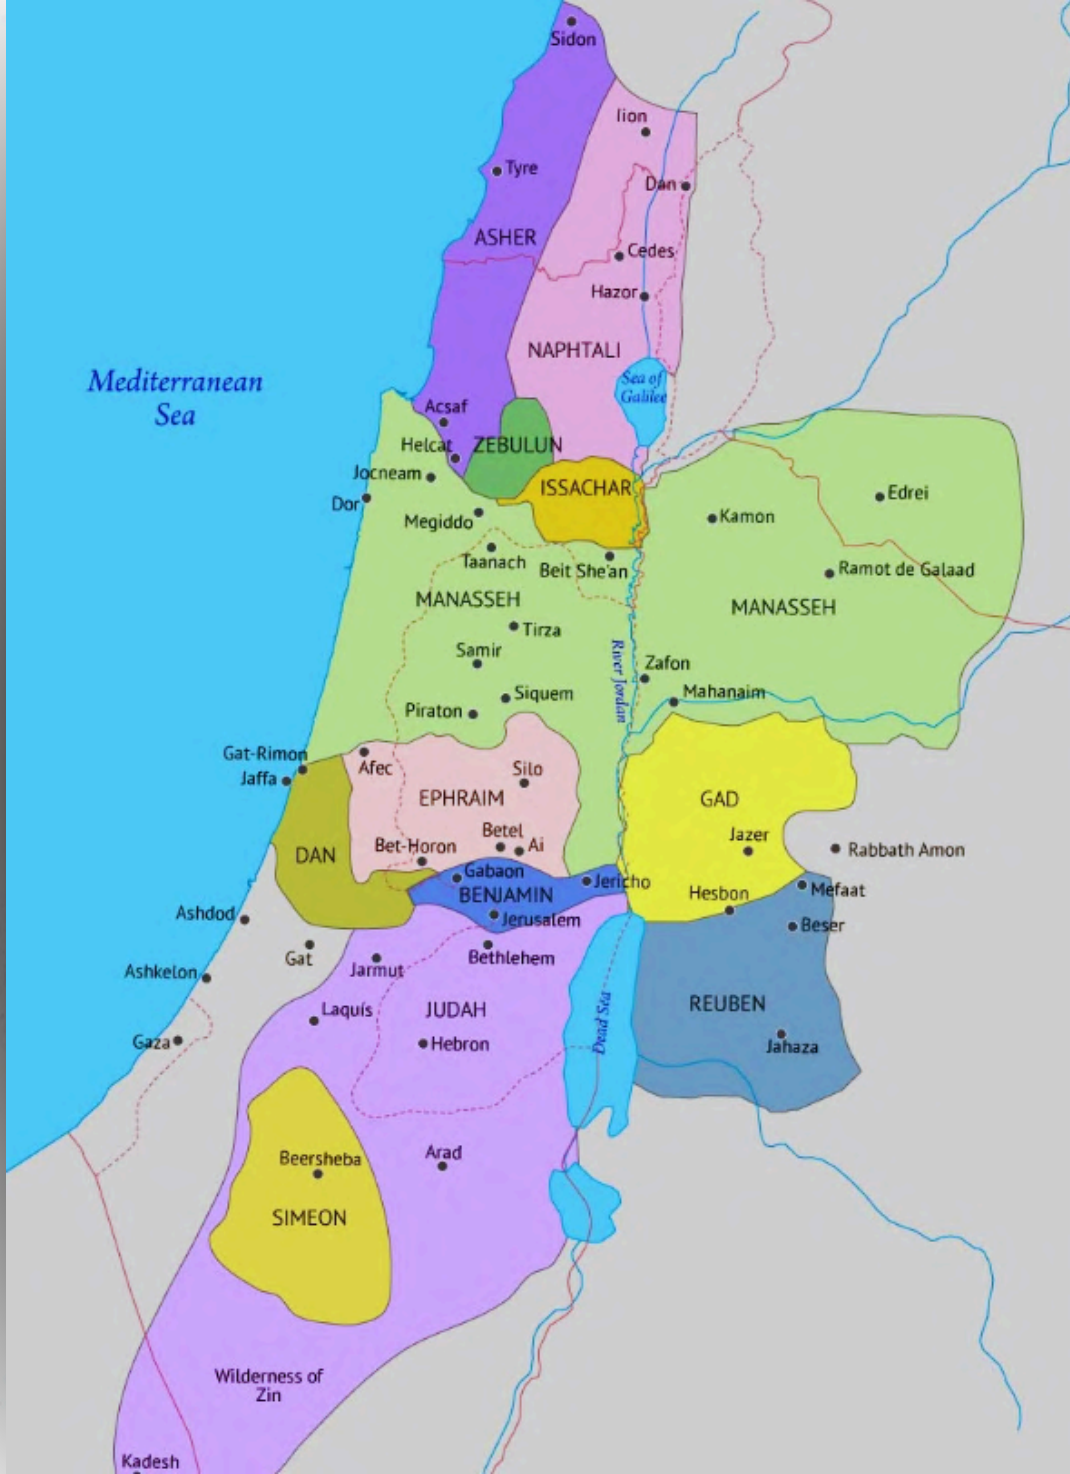 Sidon
Iion
Tyre
Dan
ASHER
Cedes
Hazor
NAPHTALI
Mediterranean
Sea
Sea of
Galilee
Acsaf
Helcat
ZEBULUN
Jocneam
ISSACHAR
Dor
Megiddo
Edrei
Kamon
Taanach
Beit She'an
Ramot de Galaad
MANASSEH
MANASSEH
Tirza
Samir
River Jordan
Zafon
Siquem
Mahanaim
Piraton
Gat-Rimon
Jaffa
Afec
Silo
EPHRAIM
GAD
Betel
Bet-Horon
Ai
Jazer
Rabbath Amon
DAN
Gabaon
Jericho
BENJAMIN
Hesbon
Mefaat
Ashdod
Jerusalem
Beser
Gat
Jarmut
Bethlehem
Ashkelon
Laquís
JUDAH
Dead Sea
REUBEN
Gaza
Hebron
Jahaza
Beersheba
Arad
SIMEON
Wilderness of
Zin
Kadesh